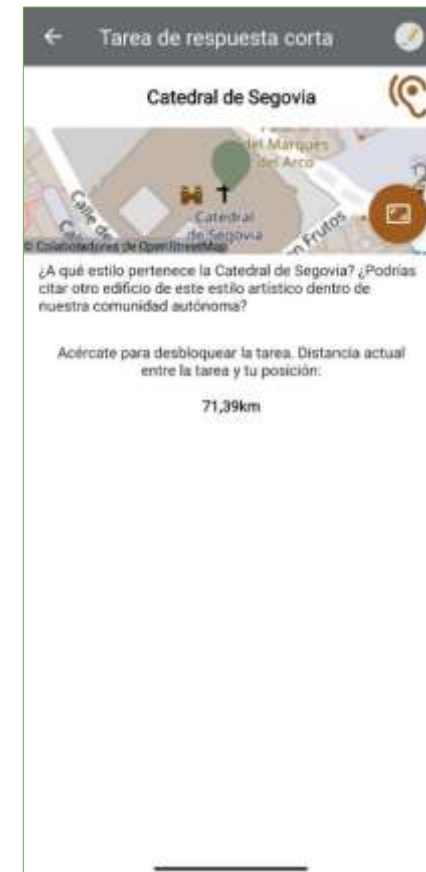 Tarea de respuesta corta
Catedral de Segovia
del Marqués
del Arco
Catedral
de Segovia
Calle de
n Frutos
© Colaboradores de OpenStreetMap
¿A qué estilo pertenece la Catedral de Segovia? ¿Podrías
citar otro edificio de este estilo artístico dentro de
nuestra comunidad autónoma?
Acércate para desbloquear la tarea. Distancia actual
entre la tarea y tu posición:
71,39km